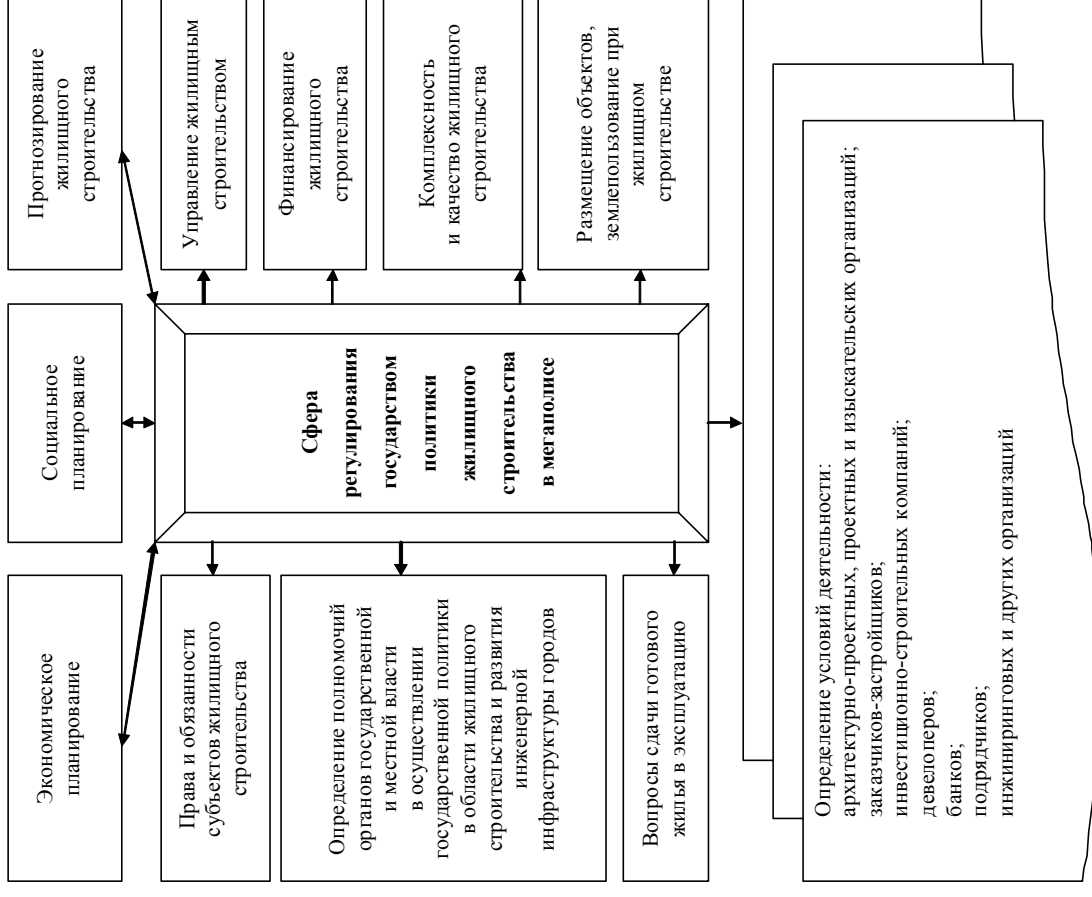 Экономическое
планирование
Социальное
планирование
Прогнозирование
жилищного
строительства
Права и обязанности
субъектов жилищного
строительства
Определение полномочий
органов государственной
и местной власти
в осуществлении
государственной политики
в области жилищного
строительства и развития
инженерной
инфраструктуры городов
Вопросы сдачи готового
жилья в эксплуатацию
Сфера
регулирования
государством
политики
жилищного
строительства
в мегаполисе
Управление жилищным
строительством
Финансирование
жилищного
строительства
Комплексность
и качество жилищного
строительства
Размещение объектов,
землепользование при
жилищном
строительстве
Определение условий деятельности:
архитектурно-проектных, проектных и изыскательских организаций;
заказчиков-застройщиков;
инвестиционно-строительных компаний;
девелоперов;
банков;
подрядчиков;
инжиниринговых и других организаций